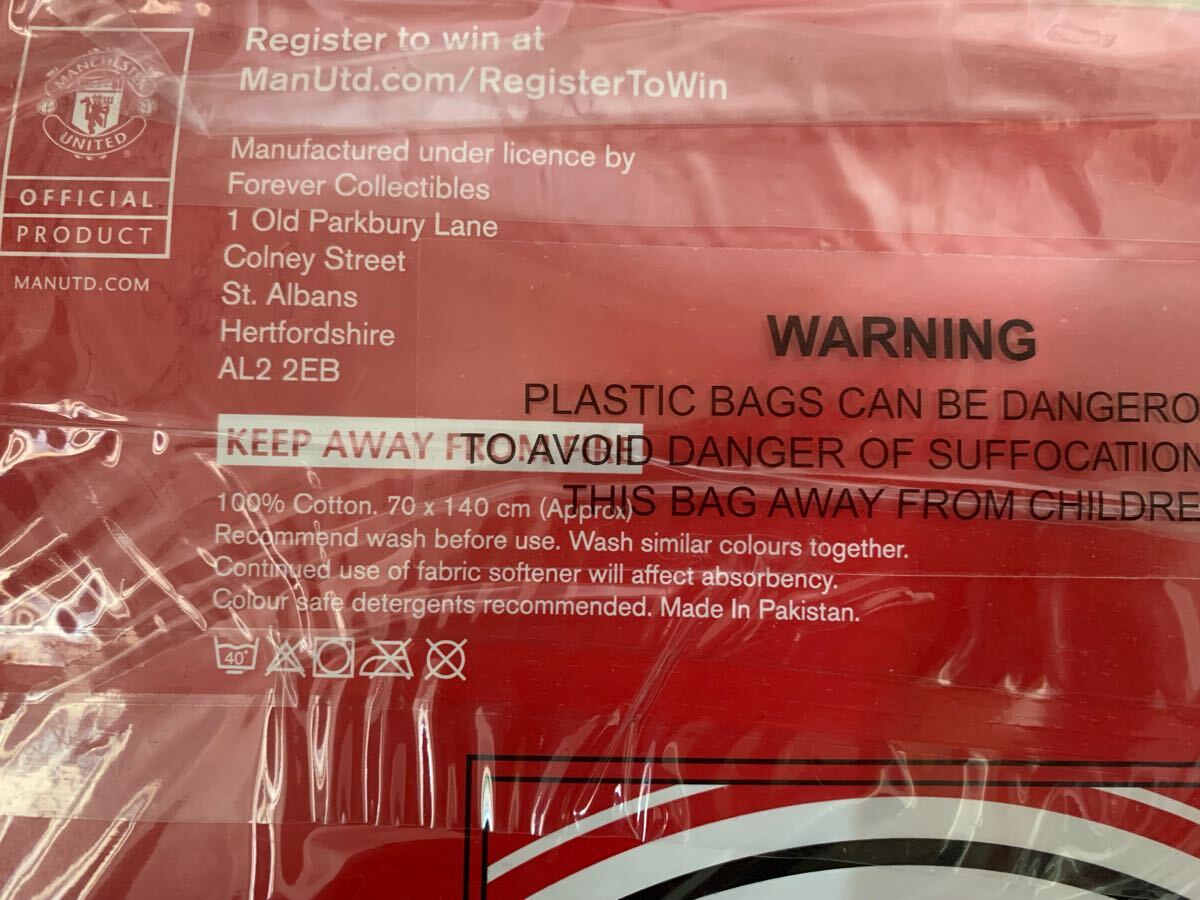 MANCHESTER
UNITED
OFFICIAL
PRODUCT
MANUTD.COM
Register to win at
ManUtd.com/RegisterToWin
Manufactured under licence by
Forever Collectibles
1 Old Parkbury Lane
Colney Street
St. Albans
Hertfordshire
AL2 2EB
KEEP AWAY FROM FIRE
100% Cotton. 70 x 140 cm (Approx)
Recommend wash before use. Wash similar colours together.
Continued use of fabric softener will affect absorbency.
Colour safe detergents recommended. Made In Pakistan.
40°
WARNING
PLASTIC BAGS CAN BE DANGERO
TO AVOID DANGER OF SUFFOCATION
THIS BAG AWAY FROM CHILDRE